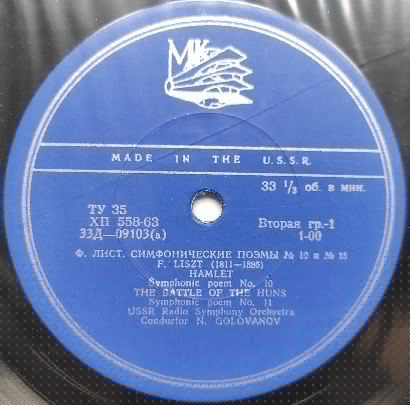 MK
MADE IN THE U.S.S.R.
33 1/3 об. в мин.
ТУ 35
ХП 558-63
33Д—09103(а)
Вторая гр.-1
1-00
Ф. ЛИСТ. СИМФОНИЧЕСКИЕ ПОЭМЫ № 10 и № 11
F. LISZT (1811—1886)
HAMLET
Symphonic poem No. 10
THE BATTLE OF THE HUNS
Symphonic poem No. 11
USSR Radio Symphony Orchestra
Conductor N. GOLOVANOV